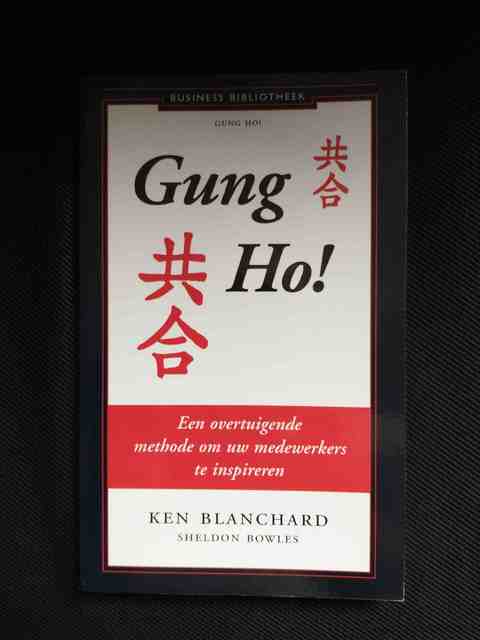 BUSINESS BIBLIOTHEEK
GUNG HO!
Gung
共
合
Ho!
共
合
Een overtuigende
methode om uw medewerkers
te inspireren
KEN BLANCHARD
SHELDON BOWLES